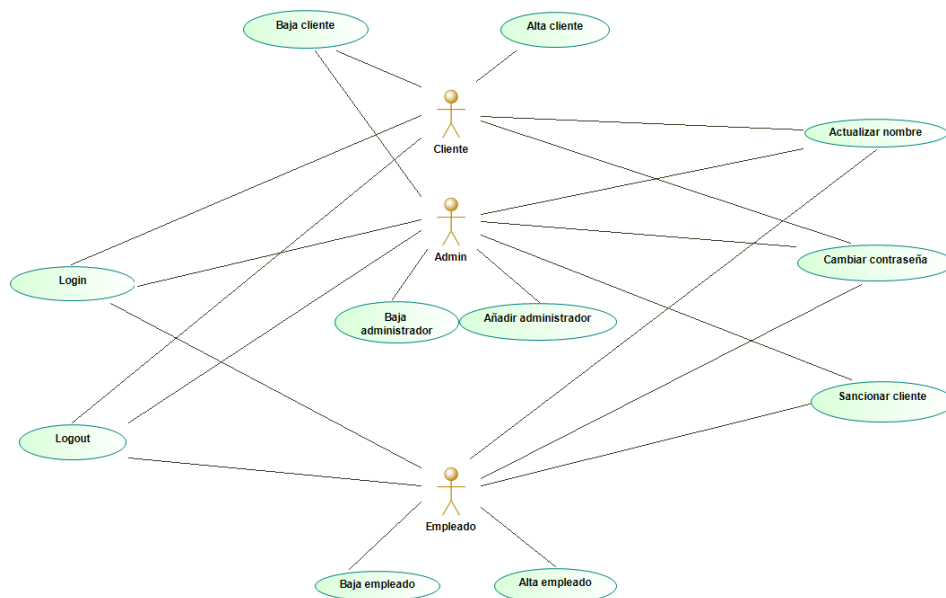 Baja cliente
Alta cliente
Actualizar nombre
Cliente
Admin
Cambiar contraseña
Login
Baja
administrador
Añadir administrador
Sancionar cliente
Logout
Empleado
Baja empleado
Alta empleado